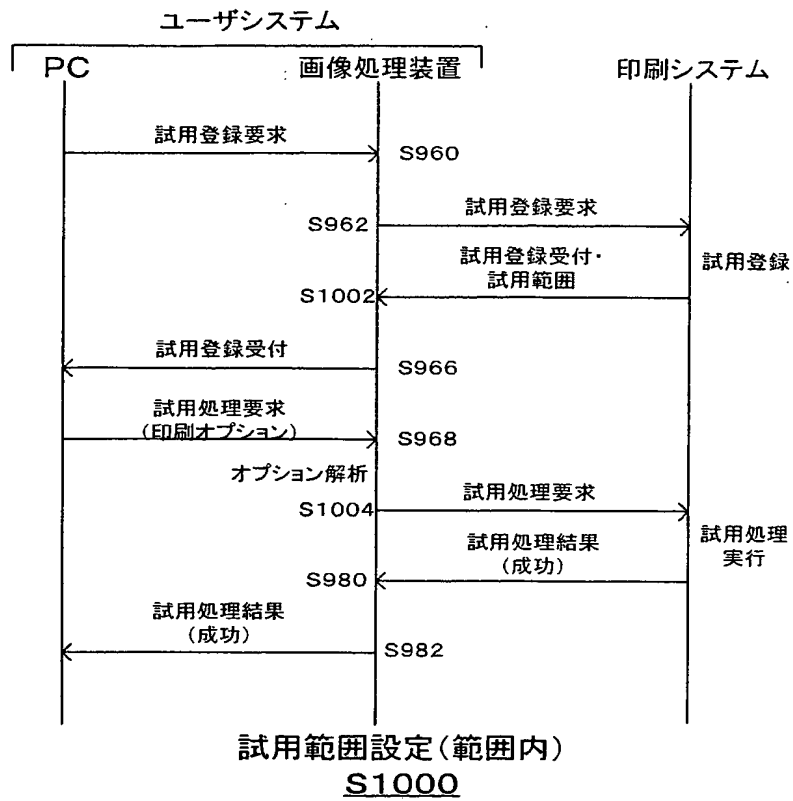 ユーザシステム
PC
画像処理装置
印刷システム
試用登録要求
S960
S962
試用登録要求
試用登録受付・
試用範囲
試用登録
S1002
試用登録受付
S966
試用処理要求
(印刷オプション)
S968
オプション解析
S1004
試用処理要求
試用処理
実行
試用処理結果
(成功)
S980
試用処理結果
(成功)
S982
試用範囲設定(範囲内)
S1000